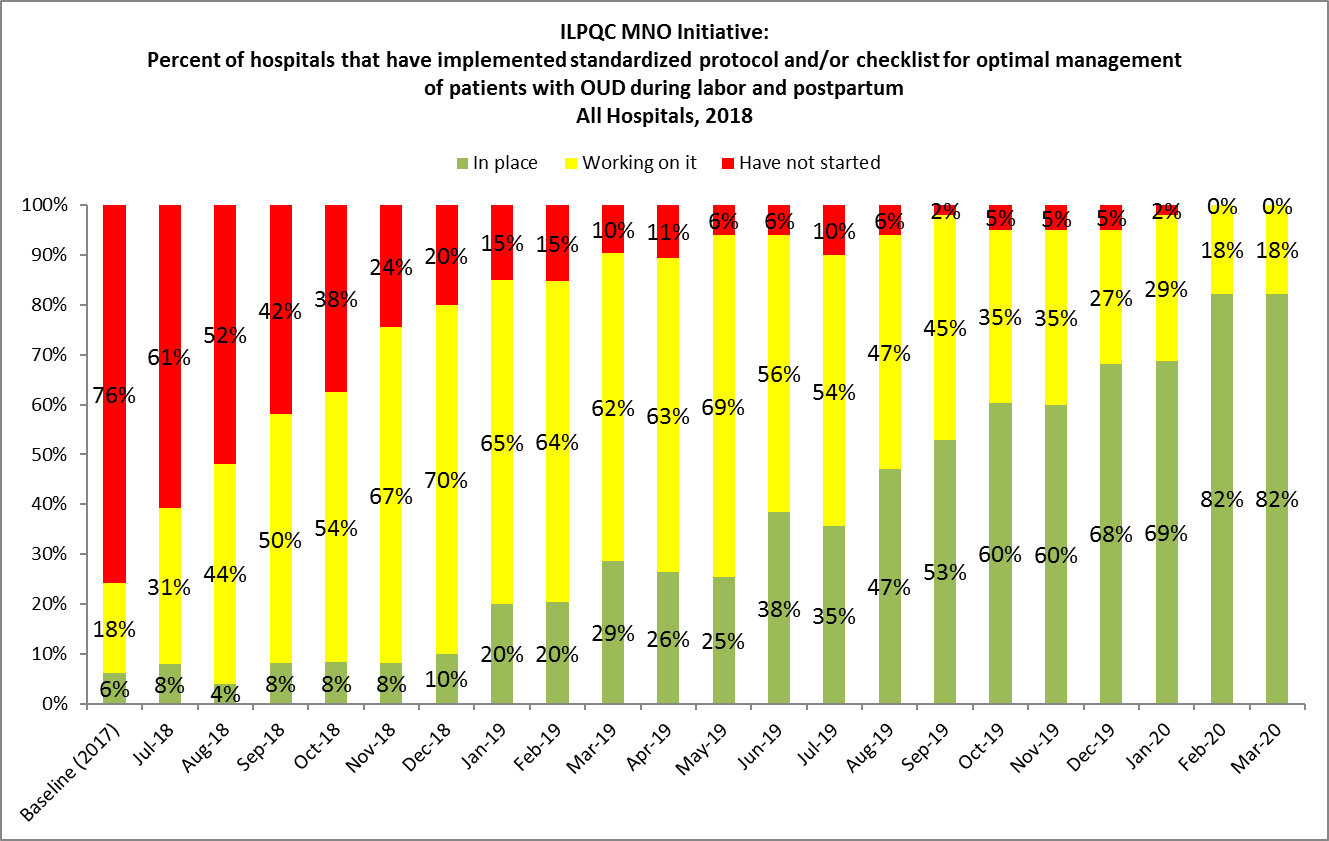 ILPQC MNO Initiative:
Percent of hospitals that have implemented standardized protocol and/or checklist for optimal management
of patients with OUD during labor and postpartum
All Hospitals, 2018
In place Working on it Have not started
100%
90%
80%
70%
60%
50%
40%
30%
20%
10%
0%
76% 61% 52% 42% 38% 24% 20% 15% 15% 10% 11% 6% 6% 10% 6% 2% 5% 5% 5% 2% 0% 0%
18% 31% 44% 50% 54% 67% 70% 65% 64% 62% 63% 69% 56% 54% 47% 45% 35% 35% 27% 29% 18% 18%
6% 8% 4% 8% 8% 8% 10% 20% 20% 29% 26% 25% 38% 35% 47% 53% 60% 60% 68% 69% 82% 82%
Baseline (2017) Jul-18 Aug-18 Sep-18 Oct-18 Nov-18 Dec-18 Jan-19 Feb-19 Mar-19 Apr-19 May-19 Jun-19 Jul-19 Aug-19 Sep-19 Oct-19 Nov-19 Dec-19 Jan-20 Feb-20 Mar-20